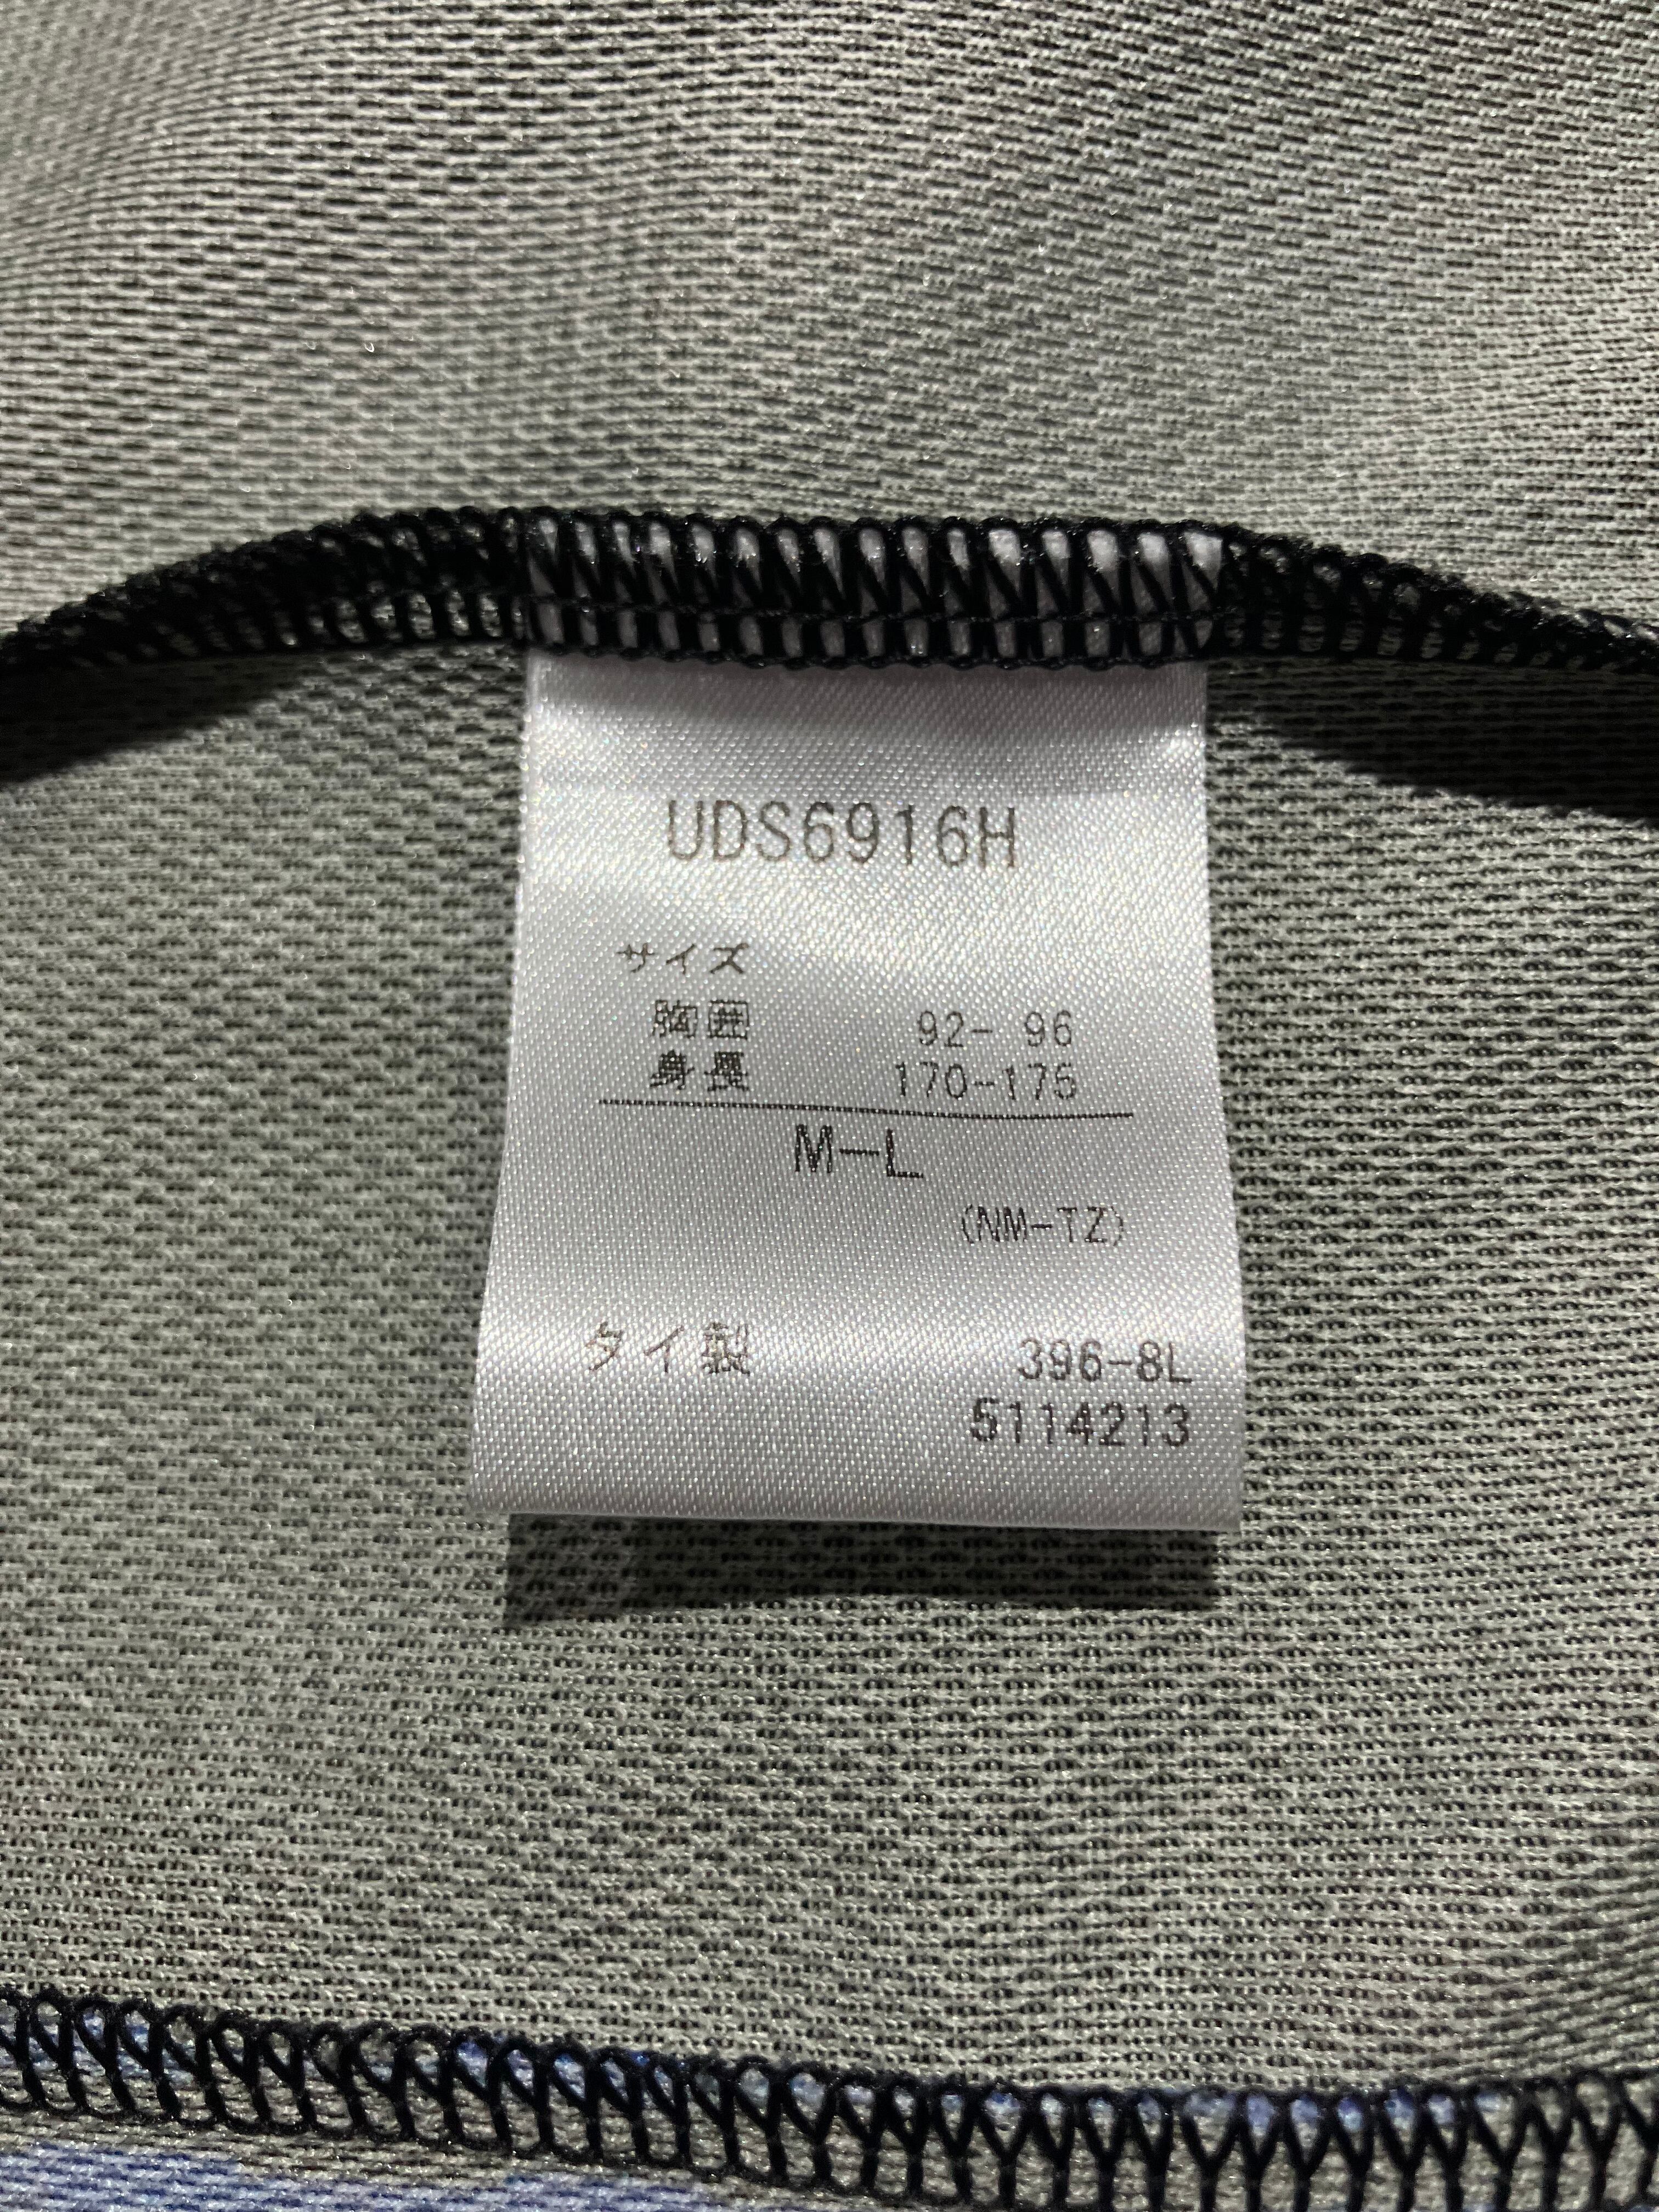 UDS6916H
サイズ
胸囲 92- 96
身長 170-175
M-L
(NM-TZ)
タイ製 396-8L
5114213